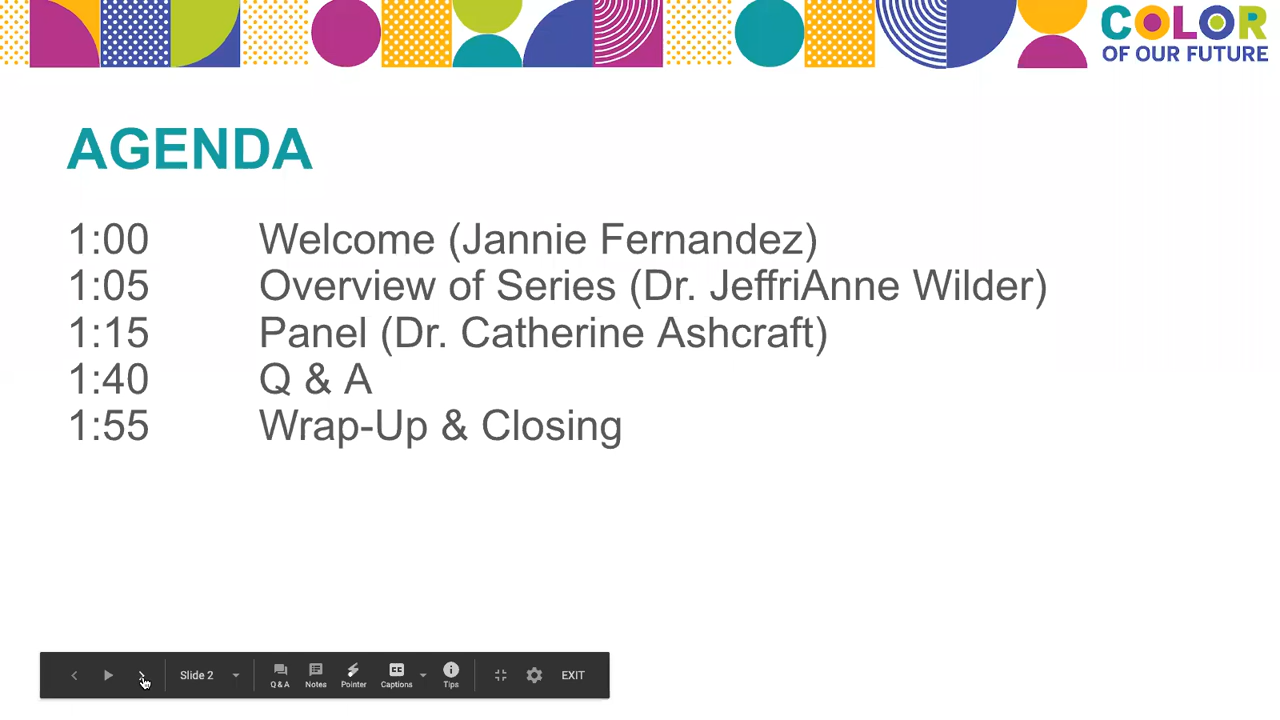 COLOR
OF OUR FUTURE
AGENDA
1:00 Welcome (Jannie Fernandez)
1:05 Overview of Series (Dr. JeffriAnne Wilder)
1:15 Panel (Dr. Catherine Ashcraft)
1:40 Q & A
1:55 Wrap-Up & Closing
Slide 2 Q&A Notes Pointer CC Captions Tips EXIT